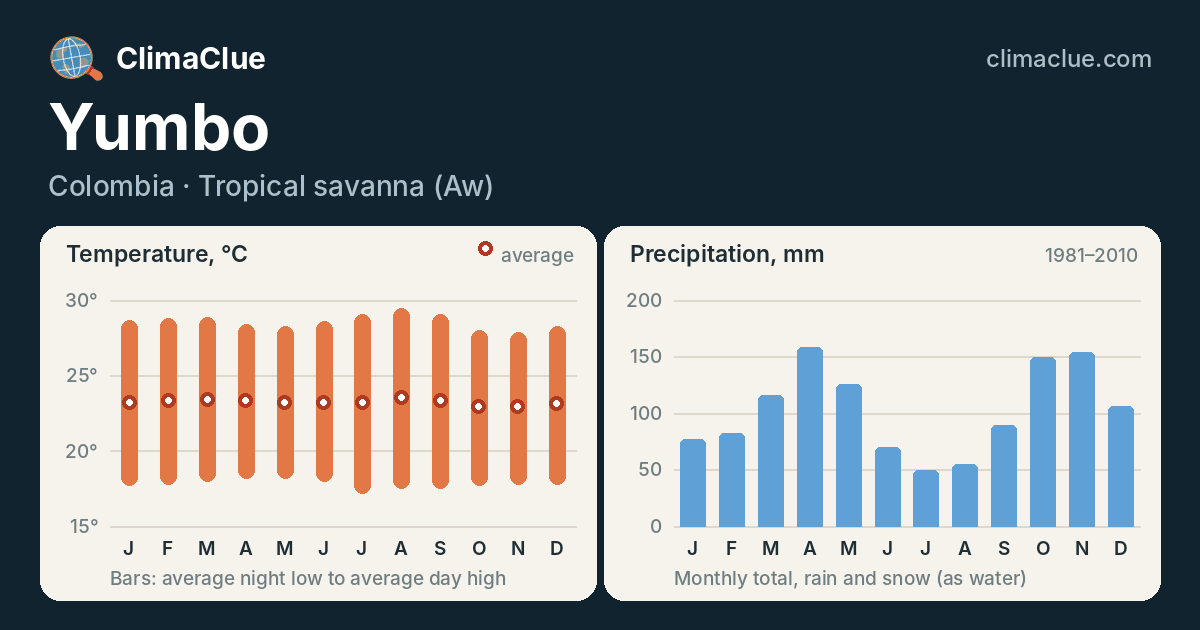 ClimaClue
climaclue.com
Yumbo
Colombia · Tropical savanna (Aw)
Temperature, °C
average
30°
25°
20°
15°
J F M A M J J A S O N D
Bars: average night low to average day high
Precipitation, mm
1981–2010
200
150
100
50
0
J F M A M J J A S O N D
Monthly total, rain and snow (as water)